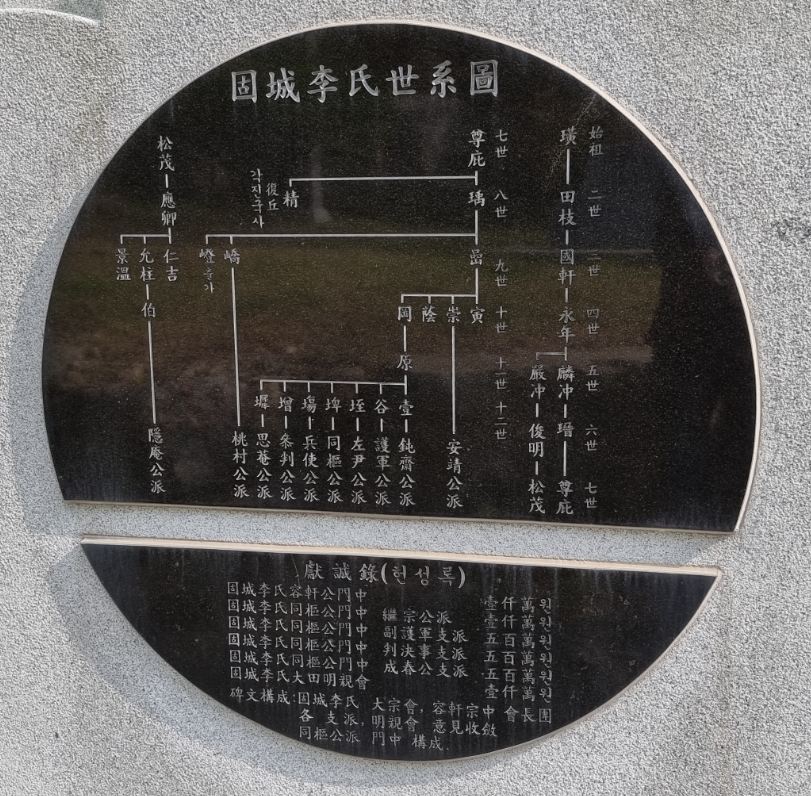 固城李氏世系圖
始祖 二世 三世 四世 五世 六世 七世
璜 田枝 國軒 永年 麟冲 瑨 尊庇
嚴冲 俊明 松茂
七世 八世 九世 十世 十一世 十二世
尊庇 瑀 嵒 寅
崇 安靖公派
蔭
岡 原 壹 鈍齋公派
谷 護軍公派
垤 左尹公派
埤 同樞公派
塲 兵使公派
增 參判公派
墀 思菴公派
精
復丘
嶠 桃村公派
嶝
松茂 應卿 仁吉
允柱 伯 隱庵公派
景溫
獻誠錄(헌성록)
固城李氏容軒公門中 壹仟萬원
固城李氏同樞公門中 繼宗公派 壹仟萬원
固城李氏同樞公門中 副護軍支派 五百萬원
固城李氏同樞公門中 判決事支派 五百萬원
固城李氏同樞公門中 成春公支派 五百萬원
固城李氏大田明視會 壹仟萬원
碑文構成:固城李氏 大宗會, 容軒宗中會長團
各支派, 明視會 意見收斂
同樞公派門中 構成.